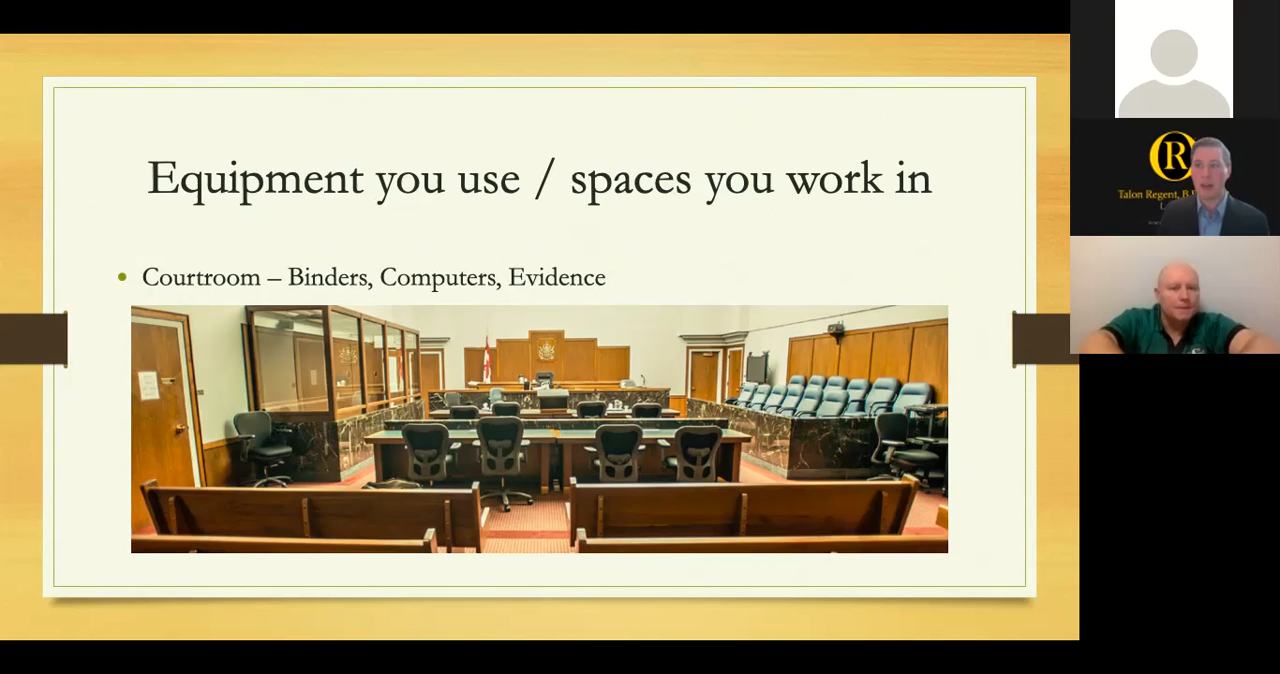 Equipment you use / spaces you work in
• Courtroom – Binders, Computers, Evidence
R
Talon Regent, B.